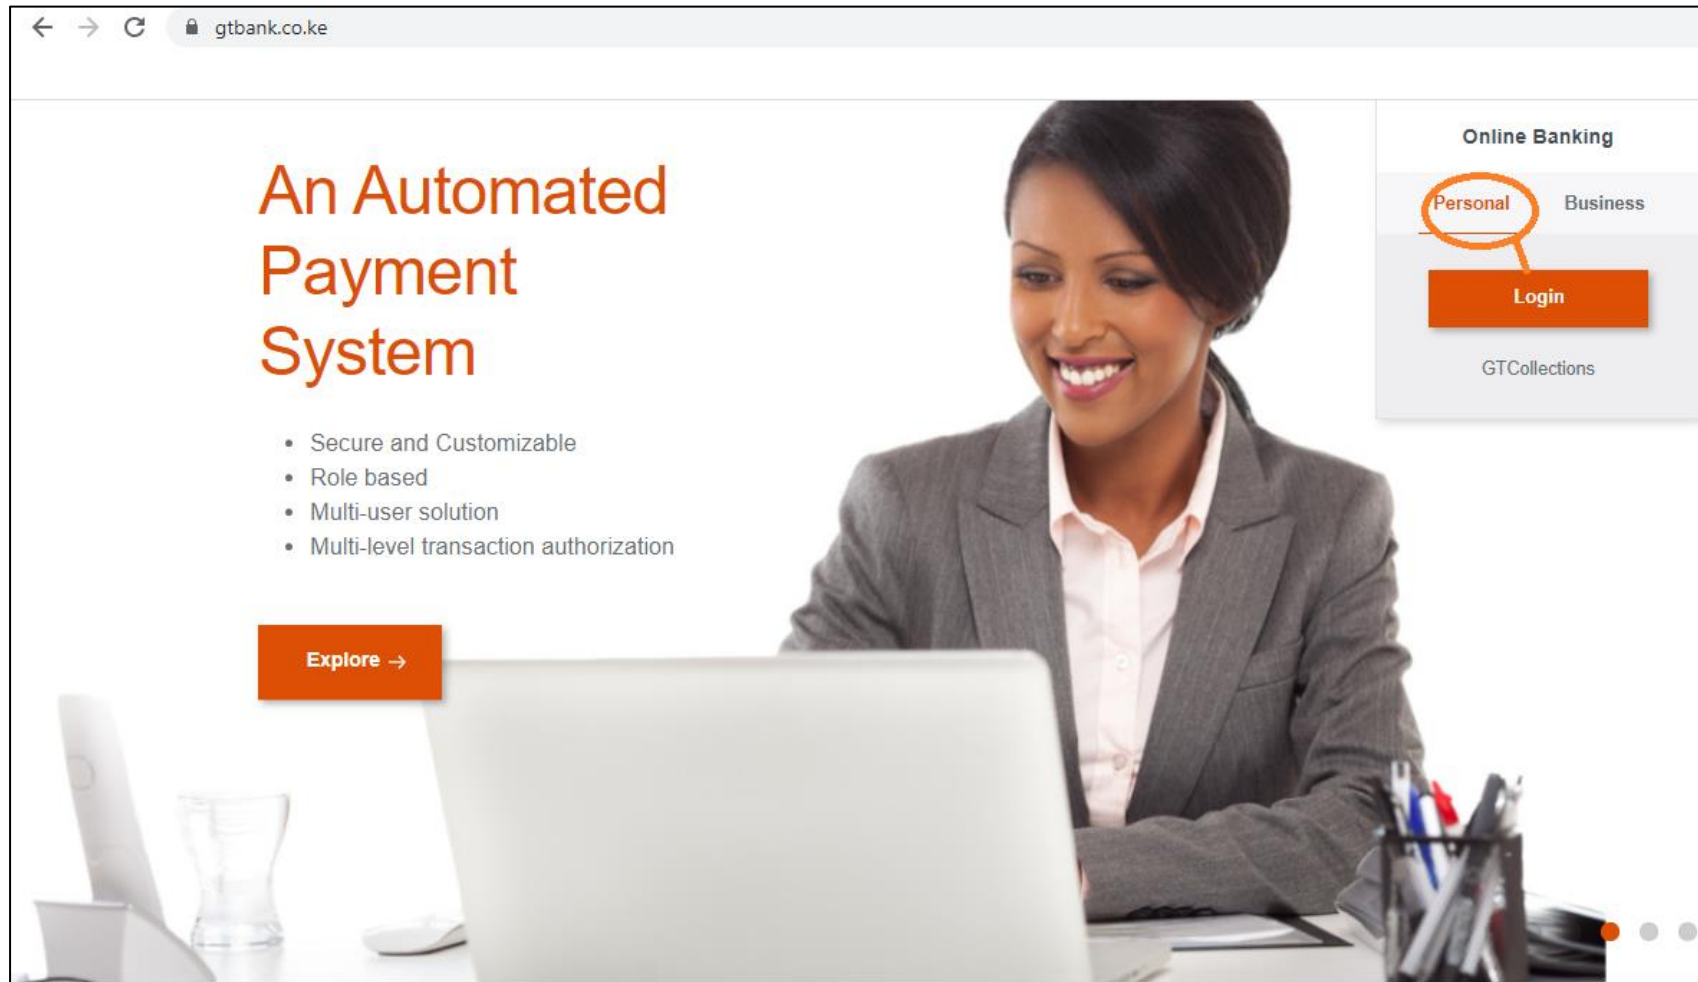 gtbank.co.ke
An Automated
Payment
System
Secure and Customizable
Role based
Multi-user solution
Multi-level transaction authorization
Explore →
Online Banking
Personal Business
Login
GTCollections